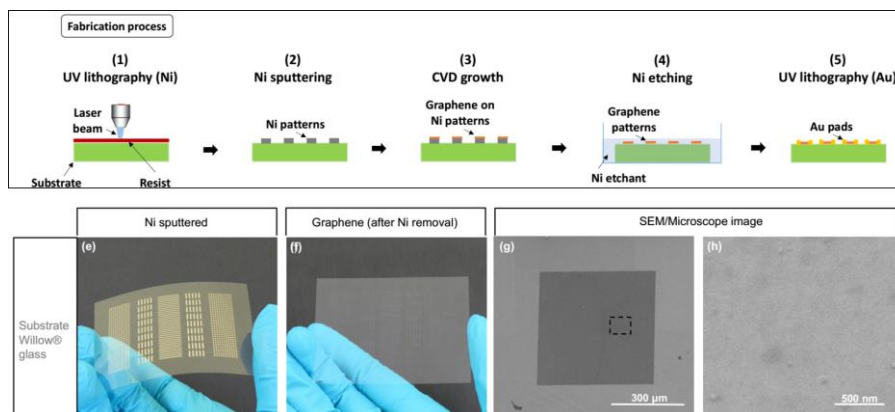 Fabrication process
(1)
UV lithography (Ni)
Laser
beam
Substrate
Resist
(2)
Ni sputtering
Ni patterns
(3)
CVD growth
Graphene on
Ni patterns
(4)
Ni etching
Graphene
patterns
Ni etchant
(5)
UV lithography (Au)
Au pads
Ni sputtered
Graphene (after Ni removal)
SEM/Microscope image
Substrate
Willow®
glass
(e)
(f)
(g)
300 µm
(h)
500 nm